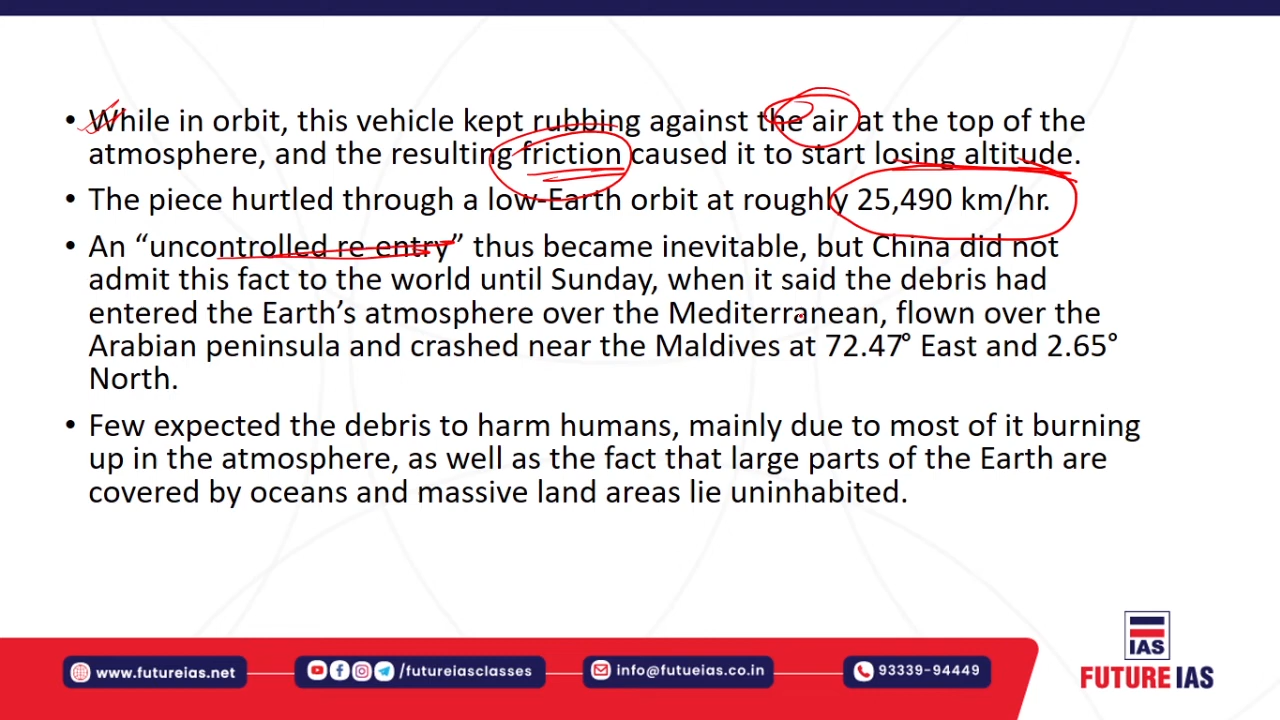 • While in orbit, this vehicle kept rubbing against the air at the top of the
atmosphere, and the resulting friction caused it to start losing altitude.
• The piece hurtled through a low-Earth orbit at roughly 25,490 km/hr.
• An “uncontrolled re entry” thus became inevitable, but China did not
admit this fact to the world until Sunday, when it said the debris had
entered the Earth’s atmosphere over the Mediterranean, flown over the
Arabian peninsula and crashed near the Maldives at 72.47° East and 2.65°
North.
• Few expected the debris to harm humans, mainly due to most of it burning
up in the atmosphere, as well as the fact that large parts of the Earth are
covered by oceans and massive land areas lie uninhabited.
IAS
FUTURE IAS
www.futureias.net
/futureiasclasses
info@futueias.co.in
93339-94449